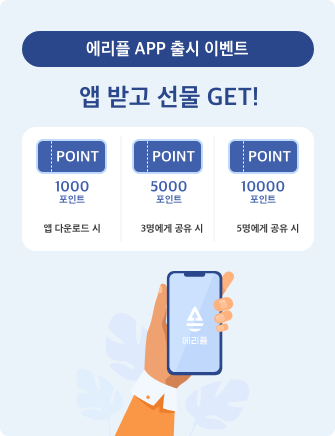 에리플 APP 출시 이벤트
앱 받고 선물 GET!
POINT POINT POINT
1000 5000 10000
포인트 포인트 포인트
앱 다운로드 시 3명에게 공유 시 5명에게 공유 시
에리플